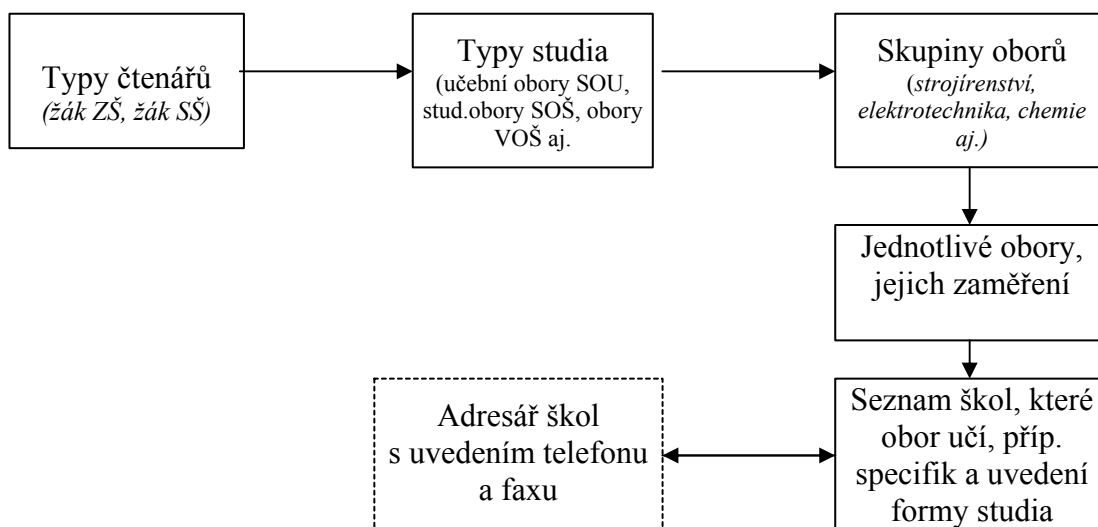 Typy čtenářů
(žák ZŠ, žák SŠ)
Typy studia
(učební obory SOU,
stud.obory SOŠ, obory
VOŠ aj.
Skupiny oborů
(strojírenství,
elektrotechnika, chemie
aj.)
Jednotlivé obory,
jejich zaměření
Seznam škol, které
obor učí, příp.
specifik a uvedení
formy studia
Adresář škol
s uvedením telefonu
a faxu